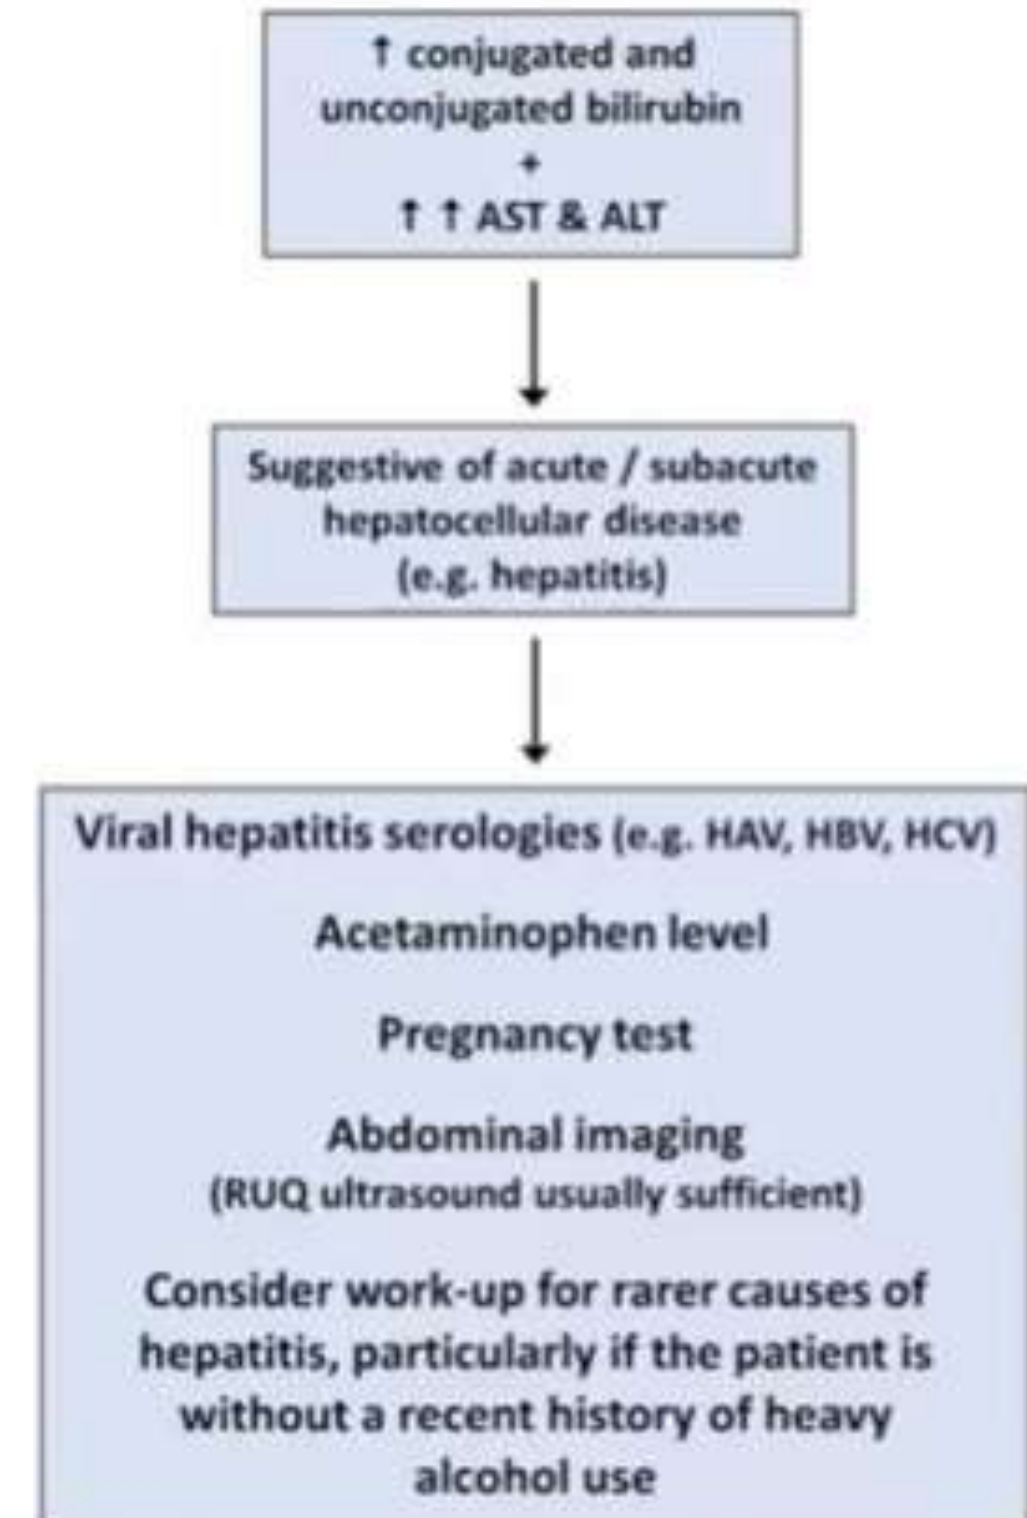 ↑ conjugated and
unconjugated bilirubin
+
↑ ↑ AST & ALT
Suggestive of acute / subacute
hepatocellular disease
(e.g. hepatitis)
Viral hepatitis serologies (e.g. HAV, HBV, HCV)
Acetaminophen level
Pregnancy test
Abdominal imaging
(RUQ ultrasound usually sufficient)
Consider work-up for rarer causes of
hepatitis, particularly if the patient is
without a recent history of heavy
alcohol use